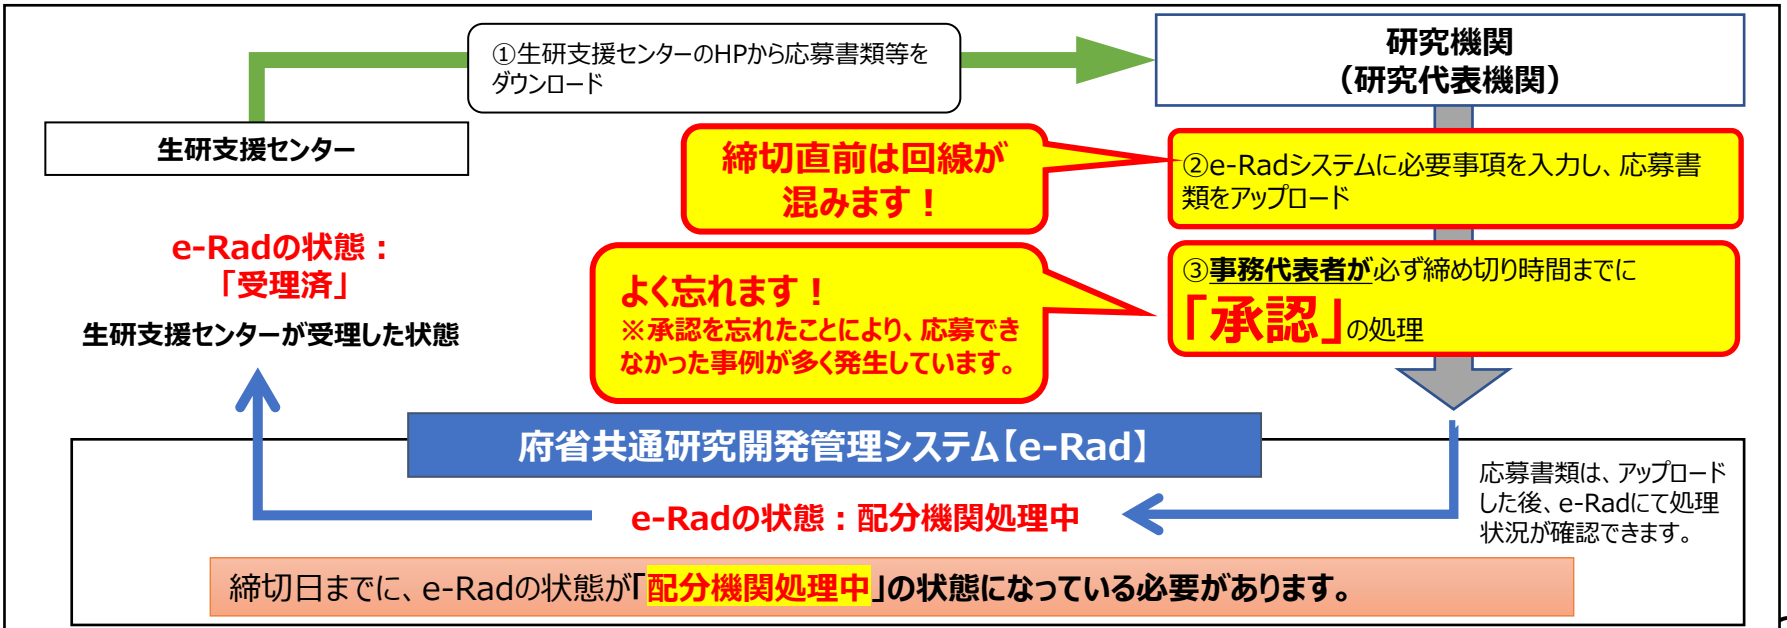 ①生研支援センターのHPから応募書類等を
ダウンロード
研究機関
（研究代表機関）
生研支援センター
締切直前は回線が
混みます！
②e-Radシステムに必要事項を入力し、応募書
類をアップロード
e-Radの状態：
「受理済」
生研支援センターが受理した状態
よく忘れます！
※承認を忘れたことにより、応募でき
なかった事例が多く発生しています。
③事務代表者が必ず締め切り時間までに
「承認」の処理
府省共通研究開発管理システム【e-Rad】
応募書類は、アップロード
した後、e-Radにて処理
状況が確認できます。
e-Radの状態：配分機関処理中
締切日までに、e-Radの状態が「配分機関処理中」の状態になっている必要があります。